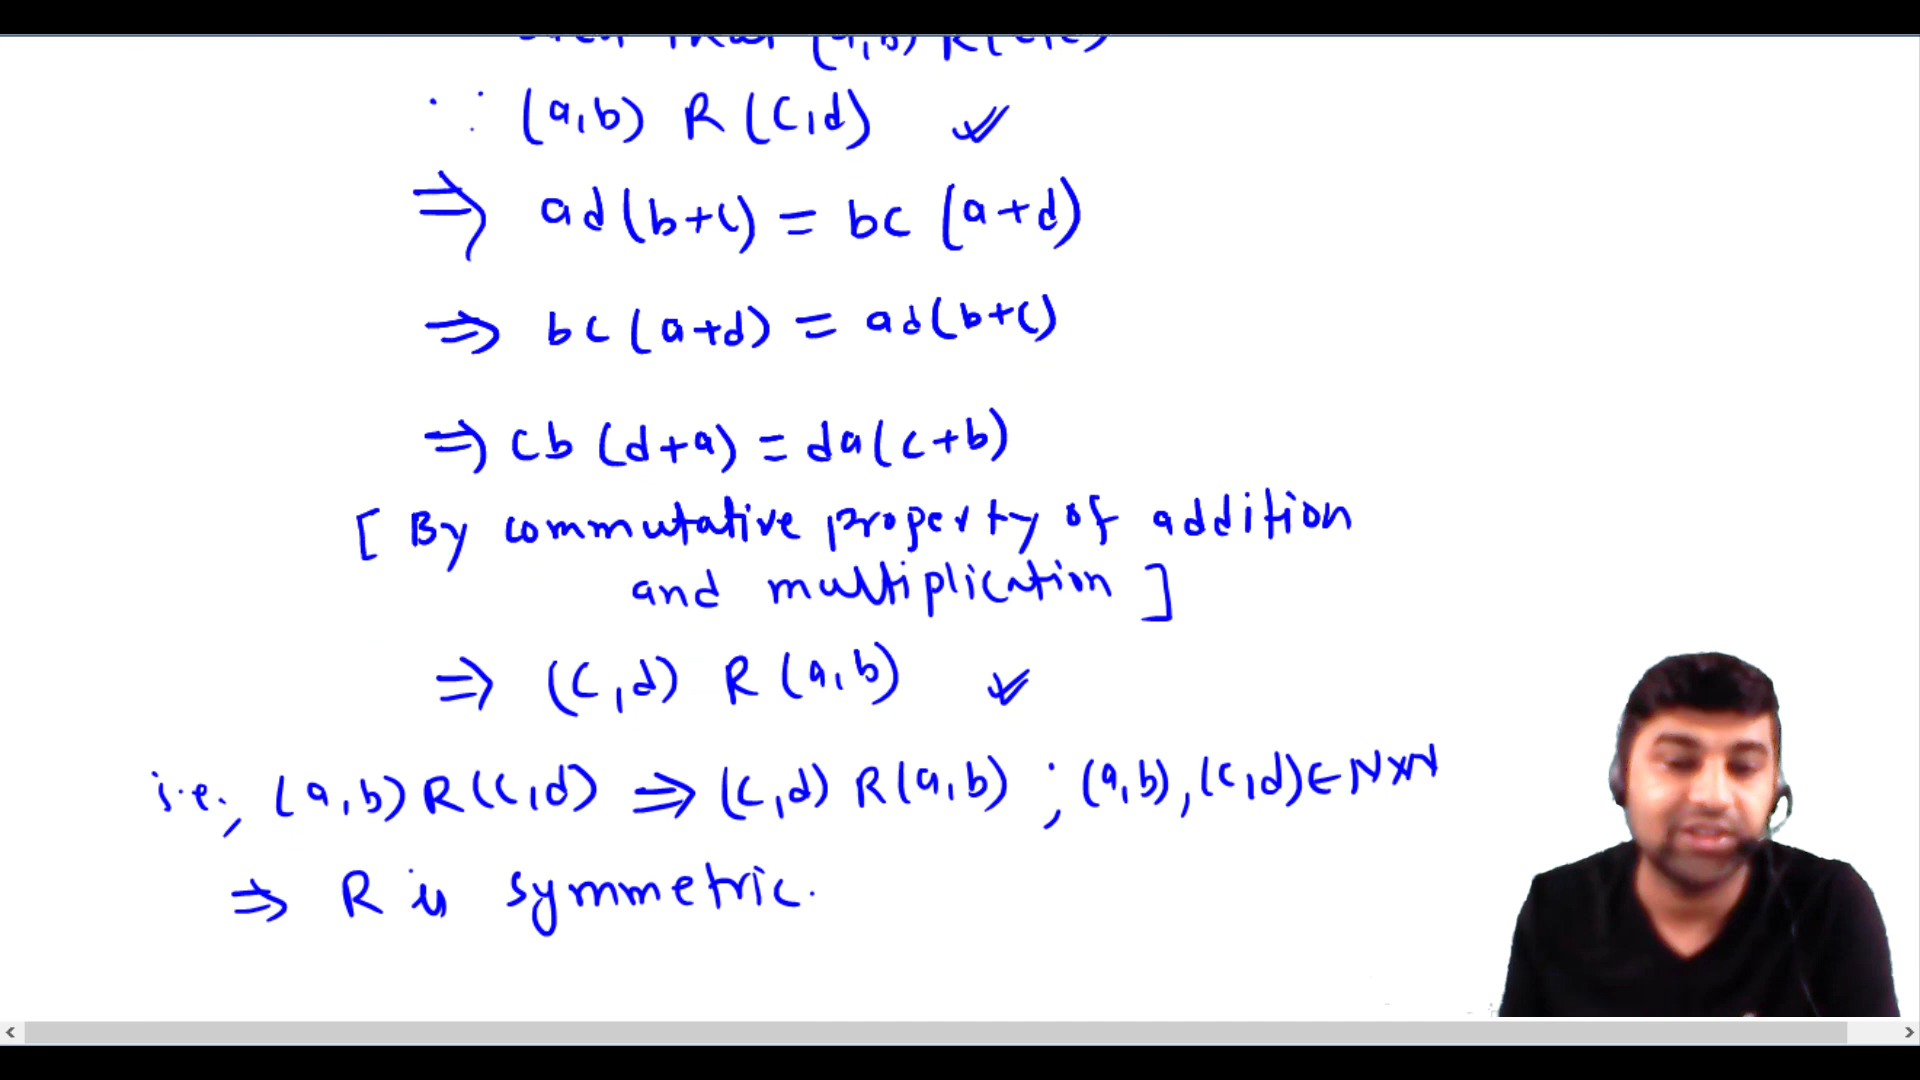 ∵ (a,b) R (c,d) ✓
⇒ ad(b+c) = bc (a+d)
⇒ bc (a+d) = ad(b+c)
⇒ cb (d+a) = da(c+b)
[ By commutative property of addition
and multiplication ]
⇒ (c,d) R (a,b) ✓
i.e., (a,b) R (c,d) ⇒ (c,d) R (a,b) ; (a,b), (c,d) ∈ N×N
⇒ R is symmetric.